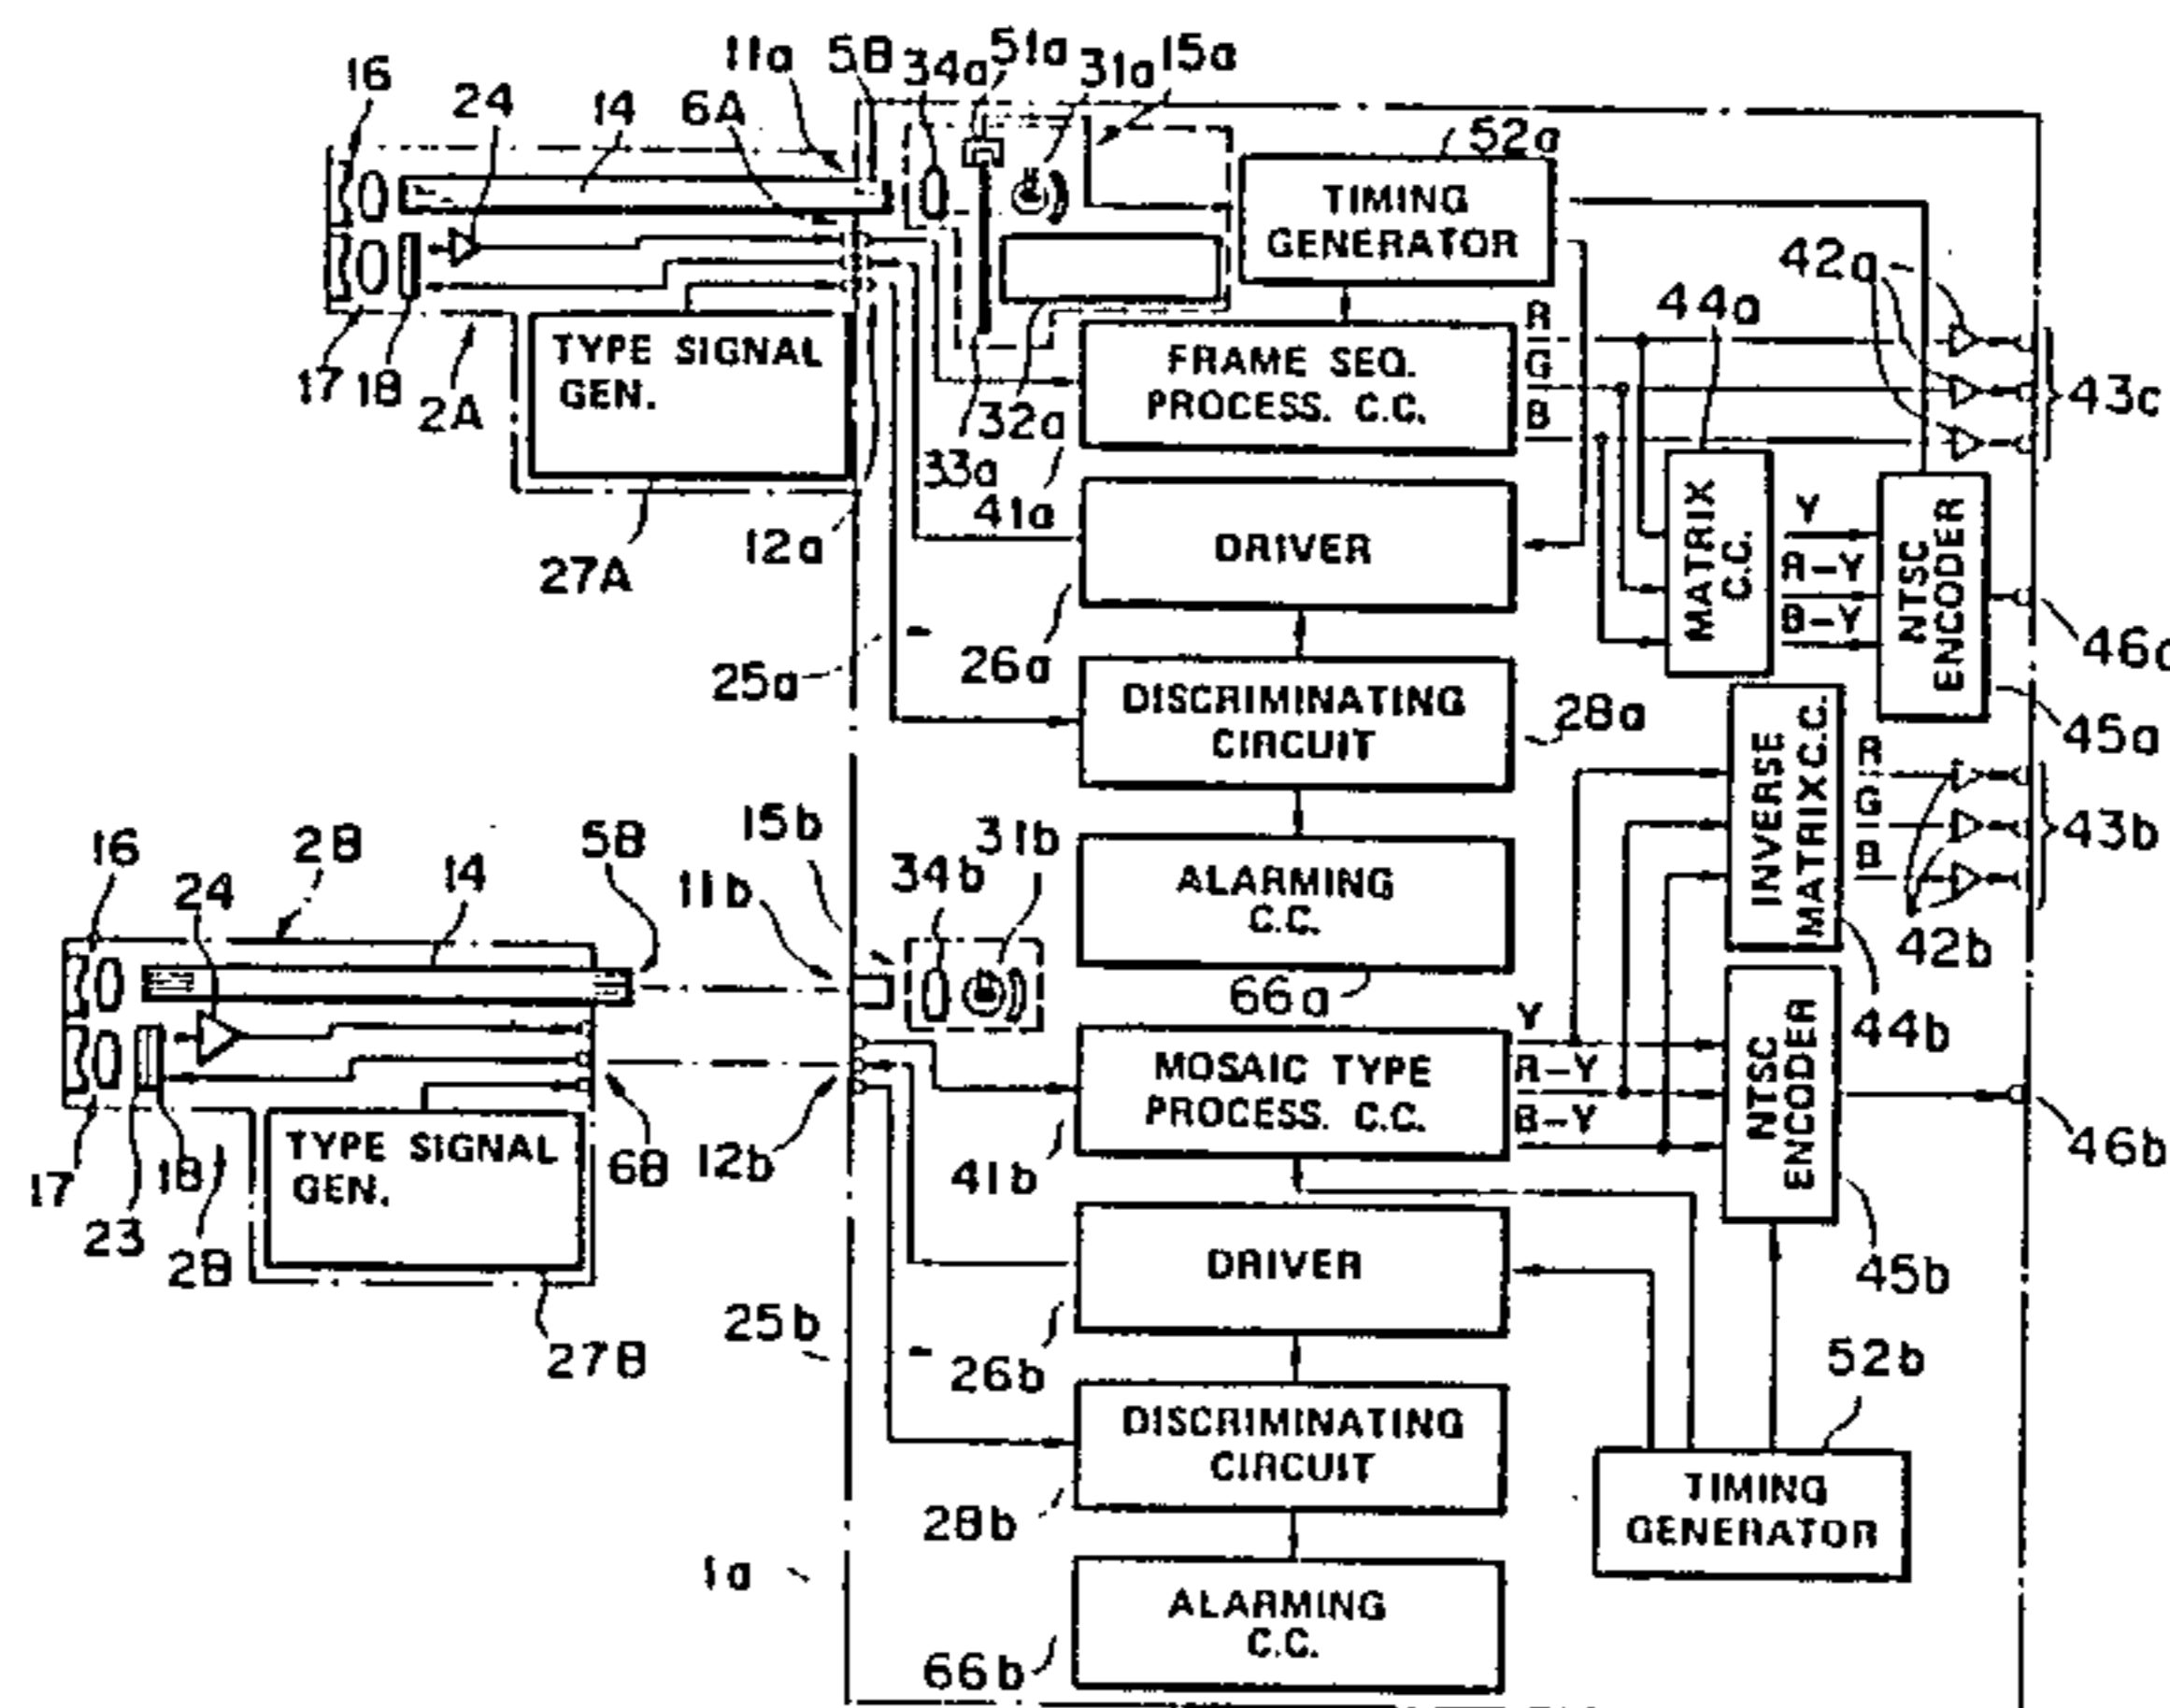 11a 5B 34a 51a 31a 15a
16 24 14 6A
52a
TIMING
GENERATOR
42a
44a
R
G
B
43c
FRAME SEQ.
PROCESS. C.C.
TYPE SIGNAL
GEN.
17 18 2A
32a
33a
41a
12a
27A
DRIVER
MATRIX
C.C.
Y
R-Y
B-Y
NTSC
ENCODER
25a
26a
DISCRIMINATING
CIRCUIT
28a
45a
INVERSE
MATRIX C.C.
R
G
B
43b
15b
16 2B 14 5B
24
11b 34b 31b
ALARMING
C.C.
66a
42b
44b
Y
R-Y
B-Y
MOSAIC TYPE
PROCESS. C.C.
NTSC
ENCODER
46b
TYPE SIGNAL
GEN.
17 18 6B 12b
23 2B
41b
DRIVER
45b
27B
25b
26b
52b
DISCRIMINATING
CIRCUIT
TIMING
GENERATOR
28b
1a
ALARMING
C.C.
66b